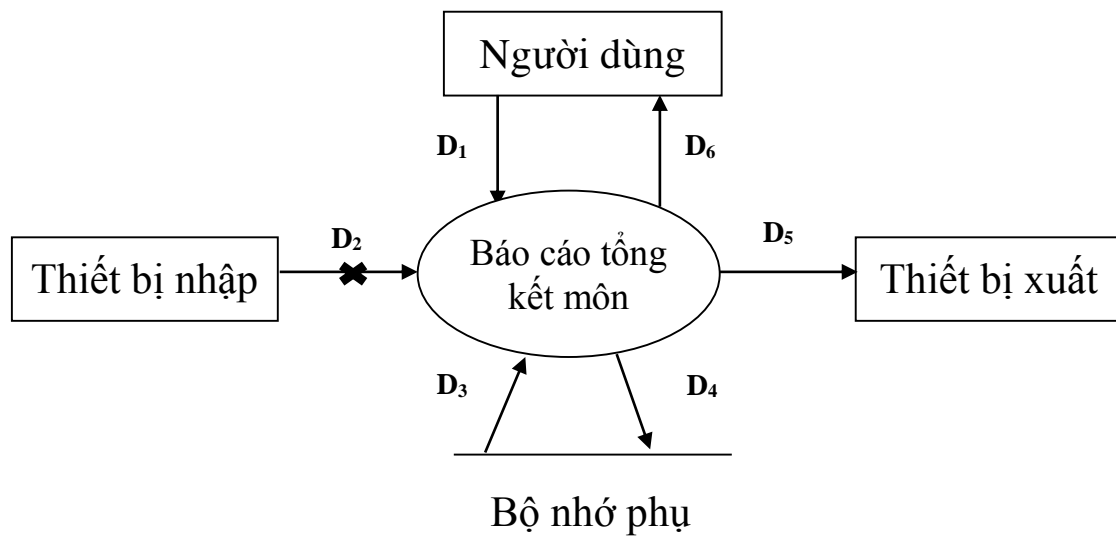 Người dùng
D₁
D₆
D₂
D₅
Thiết bị nhập
Báo cáo tổng
kết môn
Thiết bị xuất
D₃
D₄
Bộ nhớ phụ